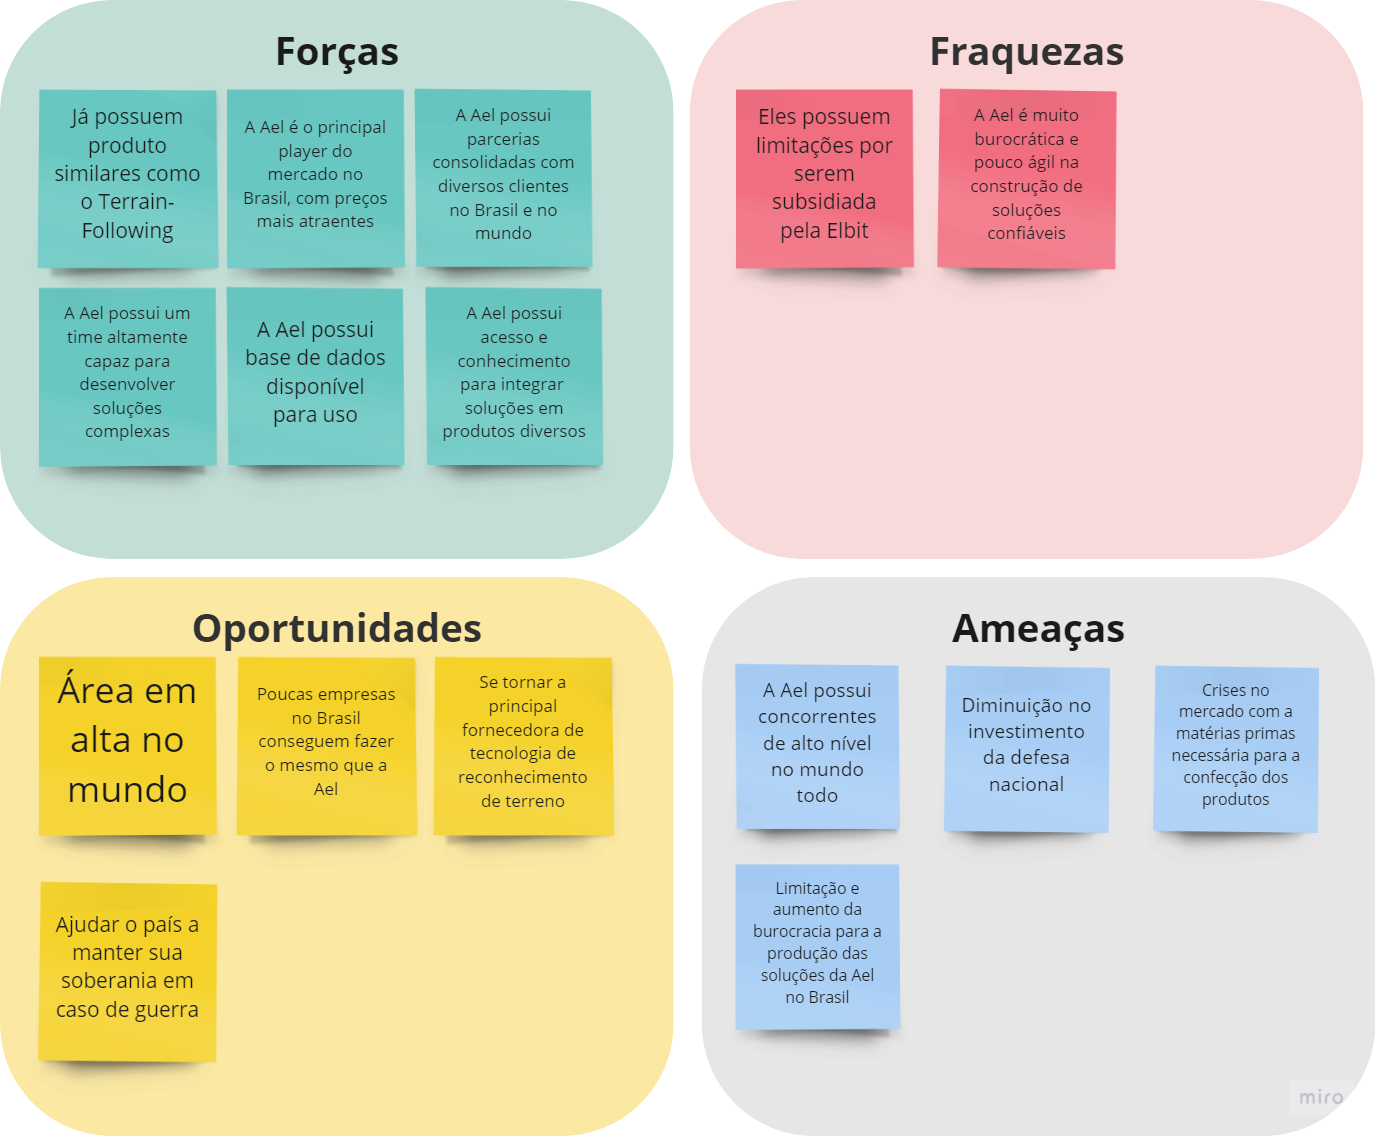 Forças
Já possuem
produto
similares como
o Terrain-
Following
A Ael é o principal
player do
mercado no
Brasil, com preços
mais atraentes
A Ael possui
parcerias
consolidadas com
diversos clientes
no Brasil e no
mundo
A Ael possui um
time altamente
capaz para
desenvolver
soluções
complexas
A Ael possui
base de dados
disponível
para uso
A Ael possui
acesso e
conhecimento
para integrar
soluções em
produtos diversos
Fraquezas
Eles possuem
limitações por
serem
subsidiada
pela Elbit
A Ael é muito
burocrática e
pouco ágil na
construção de
soluções
confiáveis
Oportunidades
Área em
alta no
mundo
Poucas empresas
no Brasil
conseguem fazer
o mesmo que a
Ael
Se tornar a
principal
fornecedora de
tecnologia de
reconhecimento
de terreno
Ajudar o país a
manter sua
soberania em
caso de guerra
Ameaças
A Ael possui
concorrentes
de alto nível
no mundo
todo
Diminuição no
investimento
da defesa
nacional
Crises no
mercado com a
matérias primas
necessária para a
confecção dos
produtos
Limitação e
aumento da
burocracia para a
produção das
soluções da Ael
no Brasil
miro